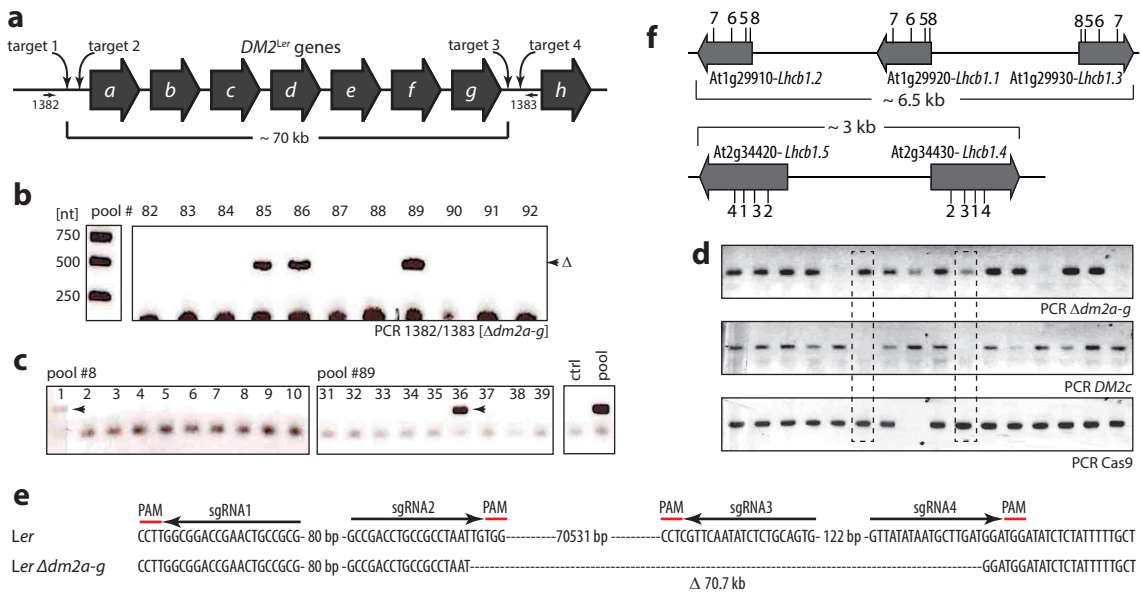 a
target 1
target 2
DM2Ler genes
target 3
target 4
a b c d e f g h
1382
1383
~ 70 kb
b
[nt] pool # 82 83 84 85 86 87 88 89 90 91 92
750
500
250
Δ
PCR 1382/1383 [Δdm2a-g]
c
pool #8
1 2 3 4 5 6 7 8 9 10
pool #89
31 32 33 34 35 36 37 38 39
ctrl
pool
f
7 6 5 8
7 6 5 8
8 5 6 7
At1g29910-Lhcb1.2
At1g29920-Lhcb1.1
At1g29930-Lhcb1.3
~ 6.5 kb
~ 3 kb
At2g34420- Lhcb1.5
At2g34430- Lhcb1.4
4 1 3 2
2 3 1 4
d
PCR Δdm2a-g
PCR DM2c
PCR Cas9
e
PAM sgRNA1 sgRNA2 PAM PAM sgRNA3 sgRNA4 PAM
Ler CCTTGGCGGACCGAACTGCCGCG- 80 bp -GCCGACCTGCCGCCTAATTGTGG----------- 70531 bp -----------CCTCGTTCAATATCTCTGCAGTG- 122 bp -GTTATATAATGCTTGATGGATGGATATCTCTATTTTTGCT
Ler Δdm2a-g CCTTGGCGGACCGAACTGCCGCG- 80 bp -GCCGACCTGCCGCCTAAT------------------------------------------------------------GGATGGATATCTCTATTTTTGCT
Δ 70.7 kb